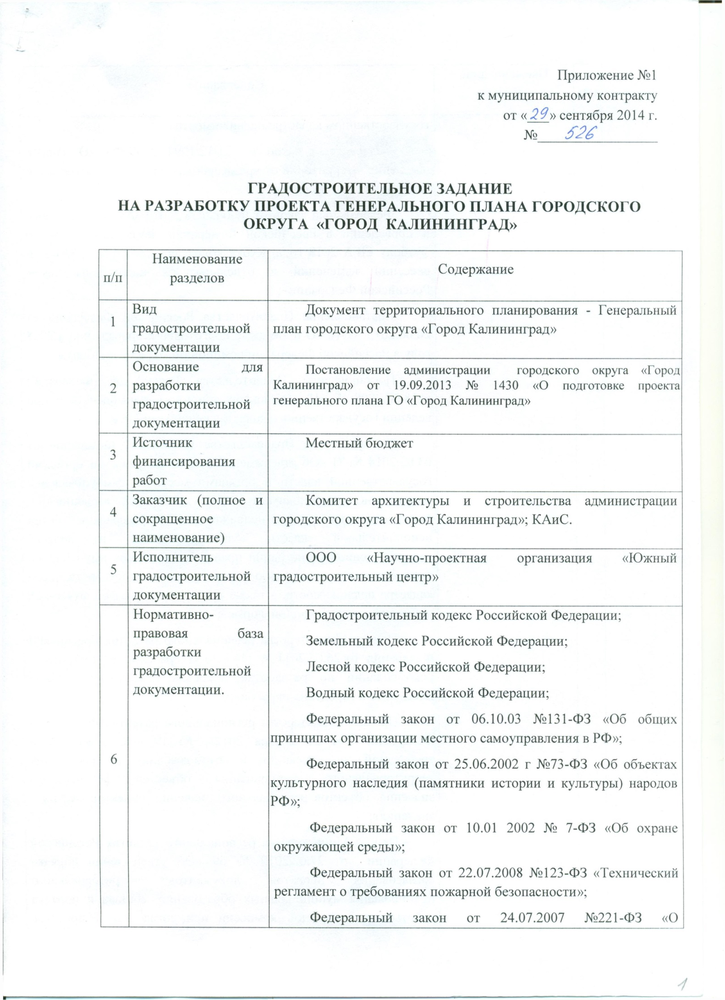 Приложение №1
к муниципальному контракту
от «29» сентября 2014 г.
№ 526
ГРАДОСТРОИТЕЛЬНОЕ ЗАДАНИЕ
НА РАЗРАБОТКУ ПРОЕКТА ГЕНЕРАЛЬНОГО ПЛАНА ГОРОДСКОГО
ОКРУГА «ГОРОД КАЛИНИНГРАД»
п/п
Наименование
разделов
Содержание
1
Вид
градостроительной
документации
Документ территориального планирования - Генеральный
план городского округа «Город Калининград»
2
Основание для
разработки
градостроительной
документации
Постановление администрации городского округа «Город
Калининград» от 19.09.2013 № 1430 «О подготовке проекта
генерального плана ГО «Город Калининград»
3
Источник
финансирования
работ
Местный бюджет
4
Заказчик (полное и
сокращенное
наименование)
Комитет архитектуры и строительства администрации
городского округа «Город Калининград»; КАиС.
5
Исполнитель
градостроительной
документации
ООО «Научно-проектная организация «Южный
градостроительный центр»
6
Нормативно-
правовая база
разработки
градостроительной
документации.
Градостроительный кодекс Российской Федерации;
Земельный кодекс Российской Федерации;
Лесной кодекс Российской Федерации;
Водный кодекс Российской Федерации;
Федеральный закон от 06.10.03 №131-ФЗ «Об общих
принципах организации местного самоуправления в РФ»;
Федеральный закон от 25.06.2002 г №73-ФЗ «Об объектах
культурного наследия (памятники истории и культуры) народов
РФ»;
Федеральный закон от 10.01 2002 № 7-ФЗ «Об охране
окружающей среды»;
Федеральный закон от 22.07.2008 №123-ФЗ «Технический
регламент о требованиях пожарной безопасности»;
Федеральный закон от 24.07.2007 №221-ФЗ «О
1